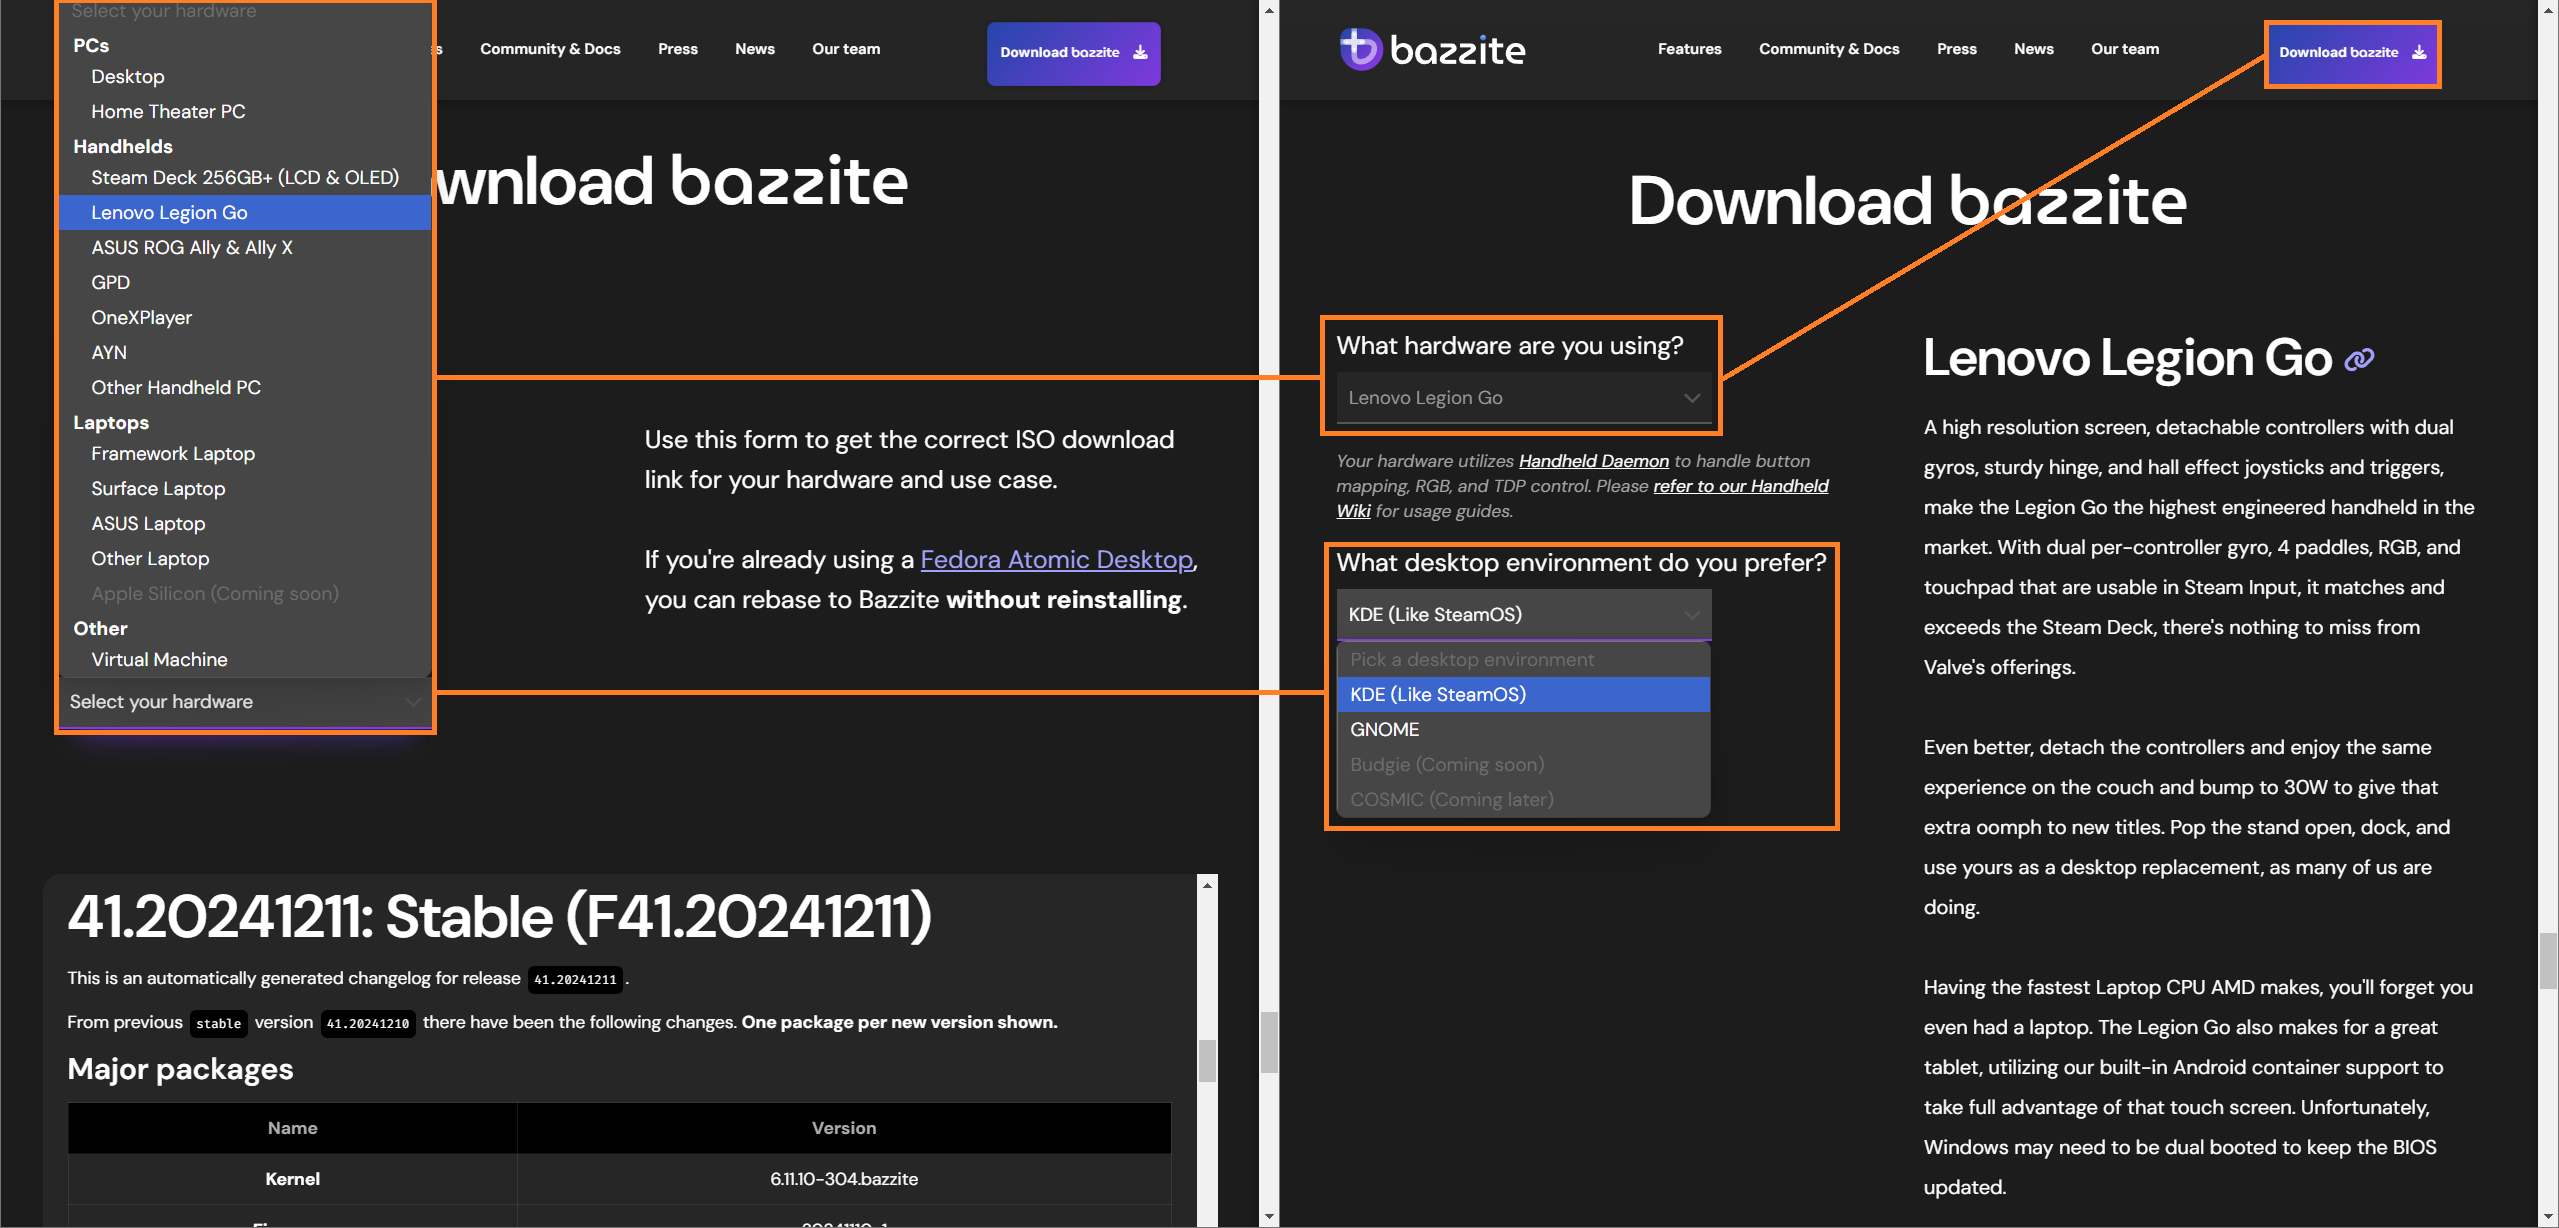 Select your hardware
PCs
Desktop
Home Theater PC
Handhelds
Steam Deck 256GB+ (LCD & OLED)
Lenovo Legion Go
ASUS ROG Ally & Ally X
GPD
OneXPlayer
AYN
Other Handheld PC
Laptops
Framework Laptop
Surface Laptop
ASUS Laptop
Other Laptop
Apple Silicon (Coming soon)
Other
Virtual Machine
Select your hardware
s Community & Docs Press News Our team
Download bazzite
wnload bazzite
Use this form to get the correct ISO download
link for your hardware and use case.
If you're already using a Fedora Atomic Desktop,
you can rebase to Bazzite without reinstalling.
41.20241211: Stable (F41.20241211)
This is an automatically generated changelog for release 41.20241211 .
From previous stable version 41.20241210 there have been the following changes. One package per new version shown.
Major packages
Name Version
Kernel 6.11.10-304.bazzite
bazzite
Features Community & Docs Press News Our team
Download bazzite
Download bazzite
What hardware are you using?
Lenovo Legion Go
Your hardware utilizes Handheld Daemon to handle button
mapping, RGB, and TDP control. Please refer to our Handheld
Wiki for usage guides.
What desktop environment do you prefer?
KDE (Like SteamOS)
Pick a desktop environment
KDE (Like SteamOS)
GNOME
Budgie (Coming soon)
COSMIC (Coming later)
Lenovo Legion Go
A high resolution screen, detachable controllers with dual
gyros, sturdy hinge, and hall effect joysticks and triggers,
make the Legion Go the highest engineered handheld in the
market. With dual per-controller gyro, 4 paddles, RGB, and
touchpad that are usable in Steam Input, it matches and
exceeds the Steam Deck, there's nothing to miss from
Valve's offerings.
Even better, detach the controllers and enjoy the same
experience on the couch and bump to 30W to give that
extra oomph to new titles. Pop the stand open, dock, and
use yours as a desktop replacement, as many of us are
doing.
Having the fastest Laptop CPU AMD makes, you'll forget you
even had a laptop. The Legion Go also makes for a great
tablet, utilizing our built-in Android container support to
take full advantage of that touch screen. Unfortunately,
Windows may need to be dual booted to keep the BIOS
updated.